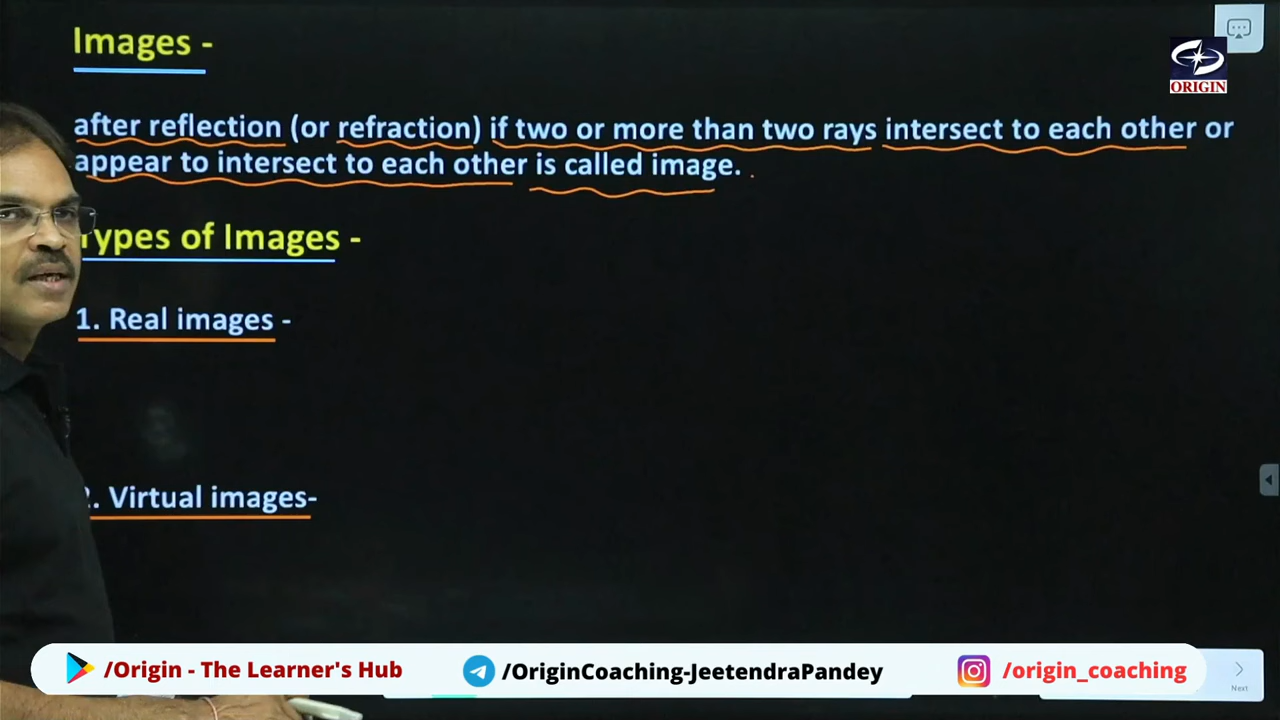 Images -
ORIGIN
after reflection (or refraction) if two or more than two rays intersect to each other or
appear to intersect to each other is called image.
Types of Images -
1. Real images -
2. Virtual images-
/Origin - The Learner's Hub
/OriginCoaching-JeetendraPandey
/origin_coaching
Next